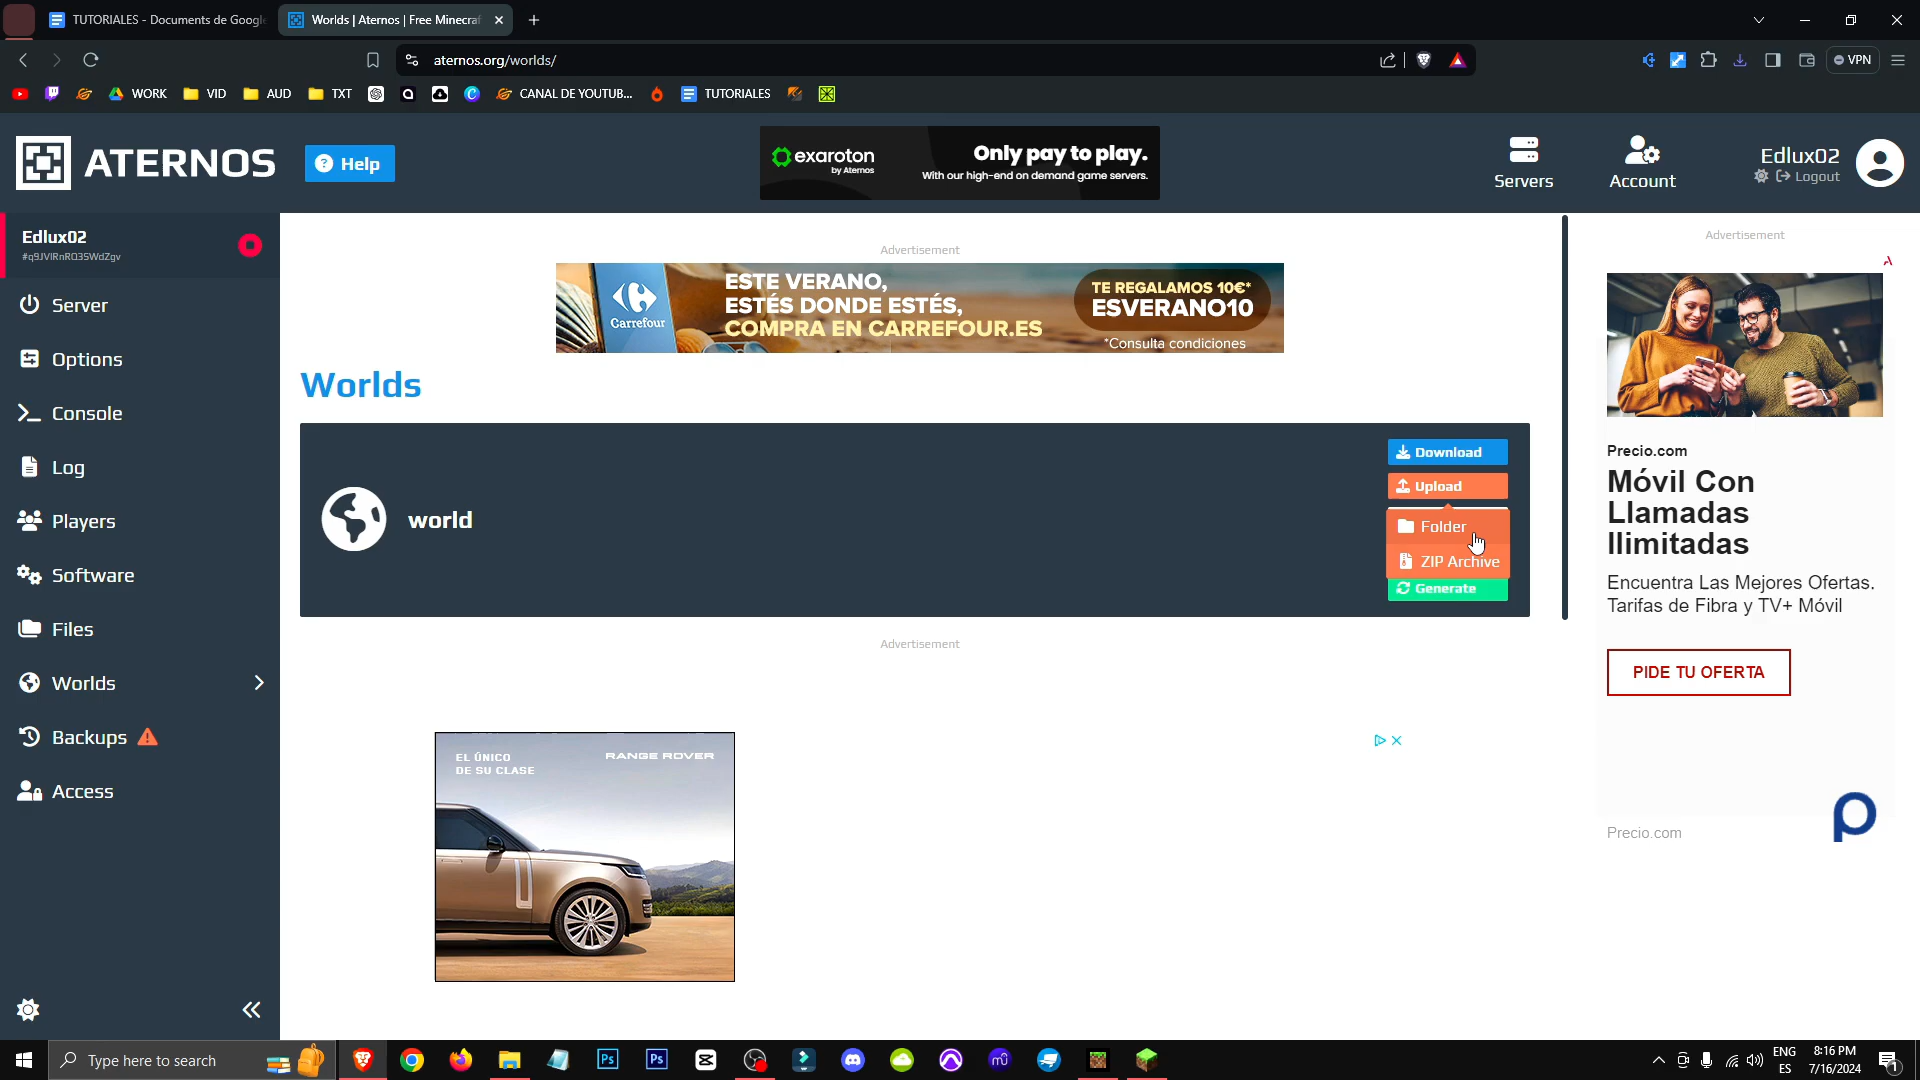 TUTORIALES - Documents de Google
Worlds | Aternos | Free Minecraf
aternos.org/worlds/
VPN
WORK
VID
AUD
TXT
CANAL DE YOUTUB...
TUTORIALES
ATERNOS
Help
exaroton
by Aternos
Only pay to play.
With our high-end on demand game servers.
Servers
Account
Edlux02
Logout
Edlux02
Server
Options
Console
Log
Players
Software
Files
Worlds
Backups
Access
Advertisement
Carrefour
ESTE VERANO,
ESTÉS DONDE ESTÉS,
COMPRA EN CARREFOUR.ES
TE REGALAMOS 10€*
ESVERANO10
*Consulta condiciones
Worlds
world
Download
Upload
Folder
ZIP Archive
Generate
Advertisement
EL ÚNICO
DE SU CLASE
RANGE ROVER
Advertisement
Precio.com
Móvil Con
Llamadas
Ilimitadas
Encuentra Las Mejores Ofertas.
Tarifas de Fibra y TV+ Móvil
PIDE TU OFERTA
Precio.com
Type here to search
Ps
Ps
ENG
ES
8:16 PM
7/16/2024
1